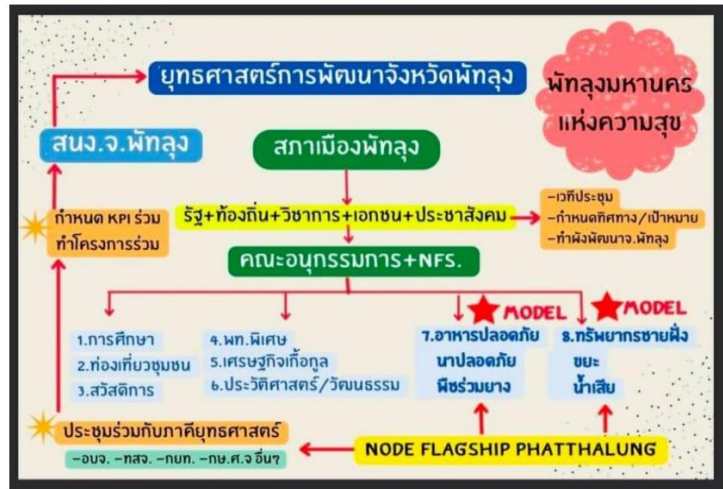 ยุทธศาสตร์การพัฒนาจังหวัดพัทลุง
พัทลุงมหานคร
แห่งความสุข
สนง.จ.พัทลุง
สภาเมืองพัทลุง
กำหนด KPI ร่วม
ทำโครงการร่วม
รัฐ+ท้องถิ่น+วิชาการ+เอกชน+ประชาสังคม
-เวทีประชุม
-กำหนดทิศทาง/เป้าหมาย
-ทำผังพัฒนาจ.พัทลุง
คณะอนุกรรมการ+NFS.
MODEL
MODEL
1.การศึกษา
2.ท่องเที่ยวชุมชน
3.สวัสดิการ
4.พท.พิเศษ
5.เศรษฐกิจเกื้อกูล
6.ประวัติศาสตร์/วัฒนธรรม
7.อาหารปลอดภัย
นาปลอดภัย
พืชร่วมยาง
8.ทรัพยากรชายฝั่ง
ขยะ
น้ำเสีย
ประชุมร่วมกับภาคียุทธศาสตร์
-อบจ. -ทสจ. -กยท. -กษ.ศ.จ อื่นๆ
NODE FLAGSHIP PHATTHALUNG